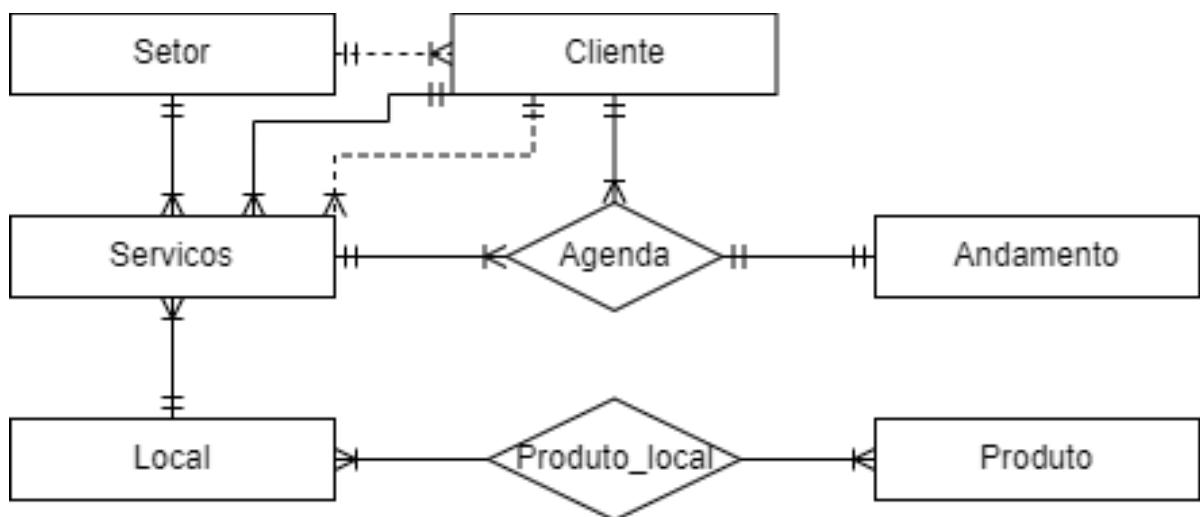 Setor
Cliente
Servicos
Agenda
Andamento
Local
Produto_local
Produto